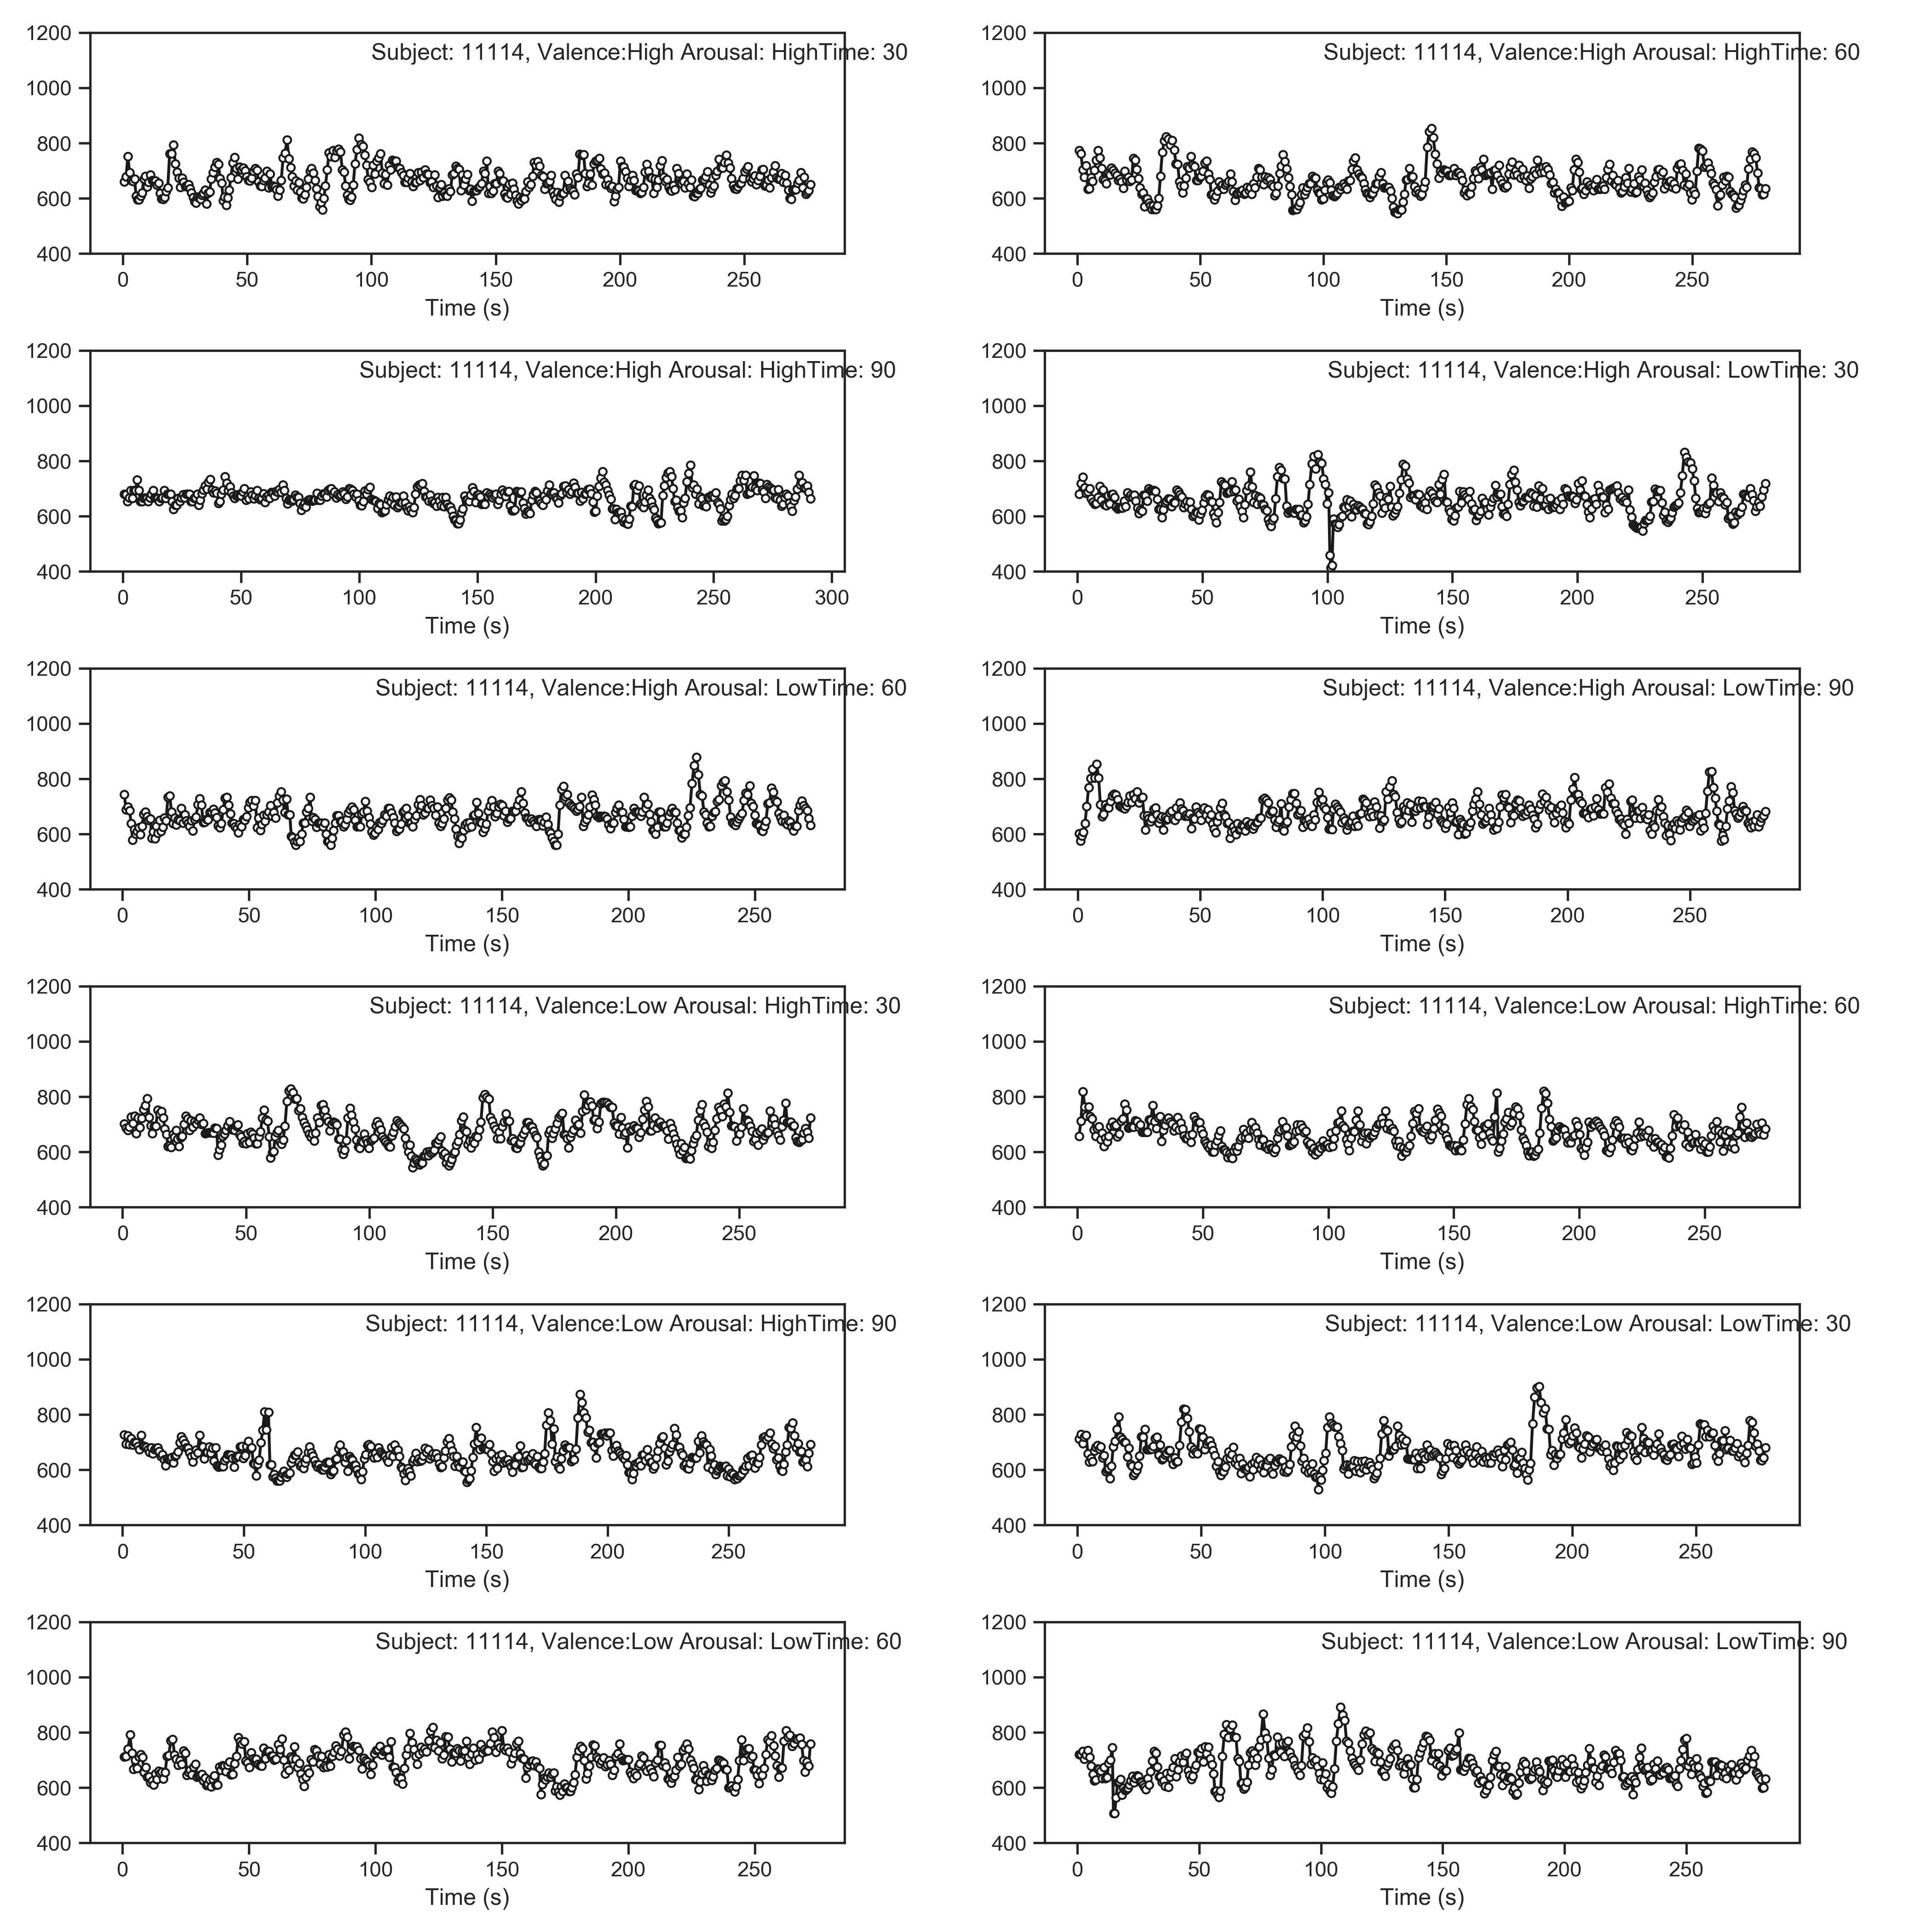 1200
1000
800
600
400
Subject: 11114, Valence:High Arousal: HighTime: 30
0 50 100 150 200 250
Time (s)
1200
1000
800
600
400
Subject: 11114, Valence:High Arousal: HighTime: 60
0 50 100 150 200 250
Time (s)
1200
1000
800
600
400
Subject: 11114, Valence:High Arousal: HighTime: 90
0 50 100 150 200 250 300
Time (s)
1200
1000
800
600
400
Subject: 11114, Valence:High Arousal: LowTime: 30
0 50 100 150 200 250
Time (s)
1200
1000
800
600
400
Subject: 11114, Valence:High Arousal: LowTime: 60
0 50 100 150 200 250
Time (s)
1200
1000
800
600
400
Subject: 11114, Valence:High Arousal: LowTime: 90
0 50 100 150 200 250
Time (s)
1200
1000
800
600
400
Subject: 11114, Valence:Low Arousal: HighTime: 30
0 50 100 150 200 250
Time (s)
1200
1000
800
600
400
Subject: 11114, Valence:Low Arousal: HighTime: 60
0 50 100 150 200 250
Time (s)
1200
1000
800
600
400
Subject: 11114, Valence:Low Arousal: HighTime: 90
0 50 100 150 200 250
Time (s)
1200
1000
800
600
400
Subject: 11114, Valence:Low Arousal: LowTime: 30
0 50 100 150 200 250
Time (s)
1200
1000
800
600
400
Subject: 11114, Valence:Low Arousal: LowTime: 60
0 50 100 150 200 250
Time (s)
1200
1000
800
600
400
Subject: 11114, Valence:Low Arousal: LowTime: 90
0 50 100 150 200 250
Time (s)